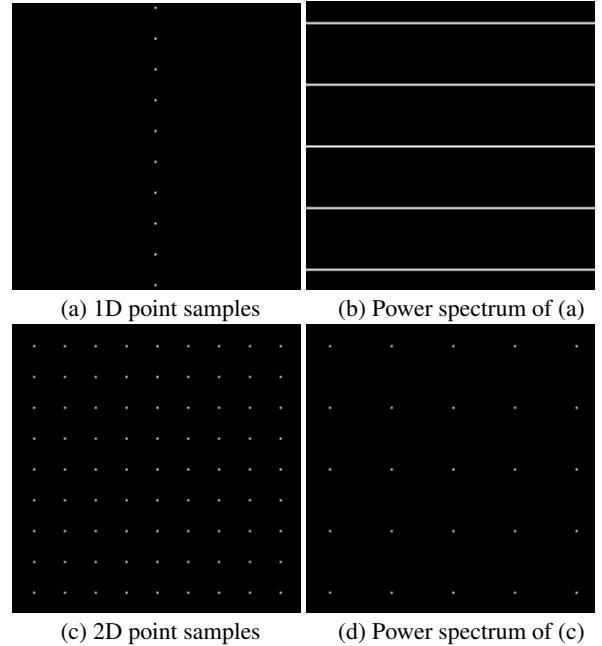 (a) 1D point samples
(b) Power spectrum of (a)
(c) 2D point samples
(d) Power spectrum of (c)